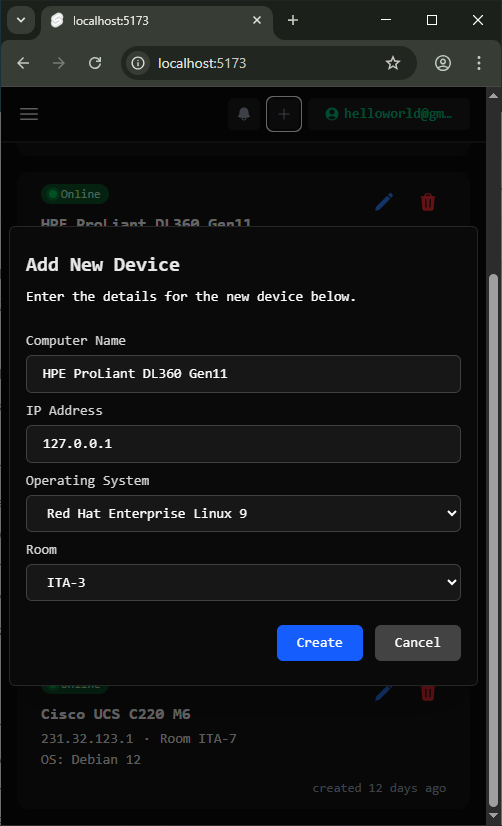 localhost:5173
localhost:5173
helloworld@gm…
Online
HPE ProLiant DL360 Gen11
Add New Device
Enter the details for the new device below.
Computer Name
HPE ProLiant DL360 Gen11
IP Address
127.0.0.1
Operating System
Red Hat Enterprise Linux 9
Room
ITA-3
Create
Cancel
Online
Cisco UCS C220 M6
231.32.123.1 · Room ITA-7
OS: Debian 12
created 12 days ago